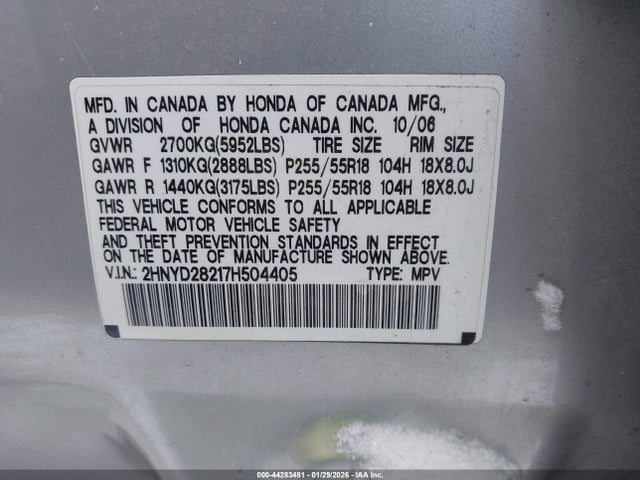 MFD. IN CANADA BY HONDA OF CANADA MFG.,
A DIVISION OF HONDA CANADA INC. 10/06
GVWR 2700KG(5952LBS) TIRE SIZE RIM SIZE
GAWR F 1310KG(2888LBS) P255/55R18 104H 18X8.0J
GAWR R 1440KG(3175LBS) P255/55R18 104H 18X8.0J
THIS VEHICLE CONFORMS TO ALL APPLICABLE
FEDERAL MOTOR VEHICLE SAFETY
AND THEFT PREVENTION STANDARDS IN EFFECT
ON THE DATE OF MANUFACTURE SHOWN ABOVE.
V.I.N.: 2HNYD28217H504405 TYPE: MPV
000-44283481 - 01/29/2026 - IAA Inc.